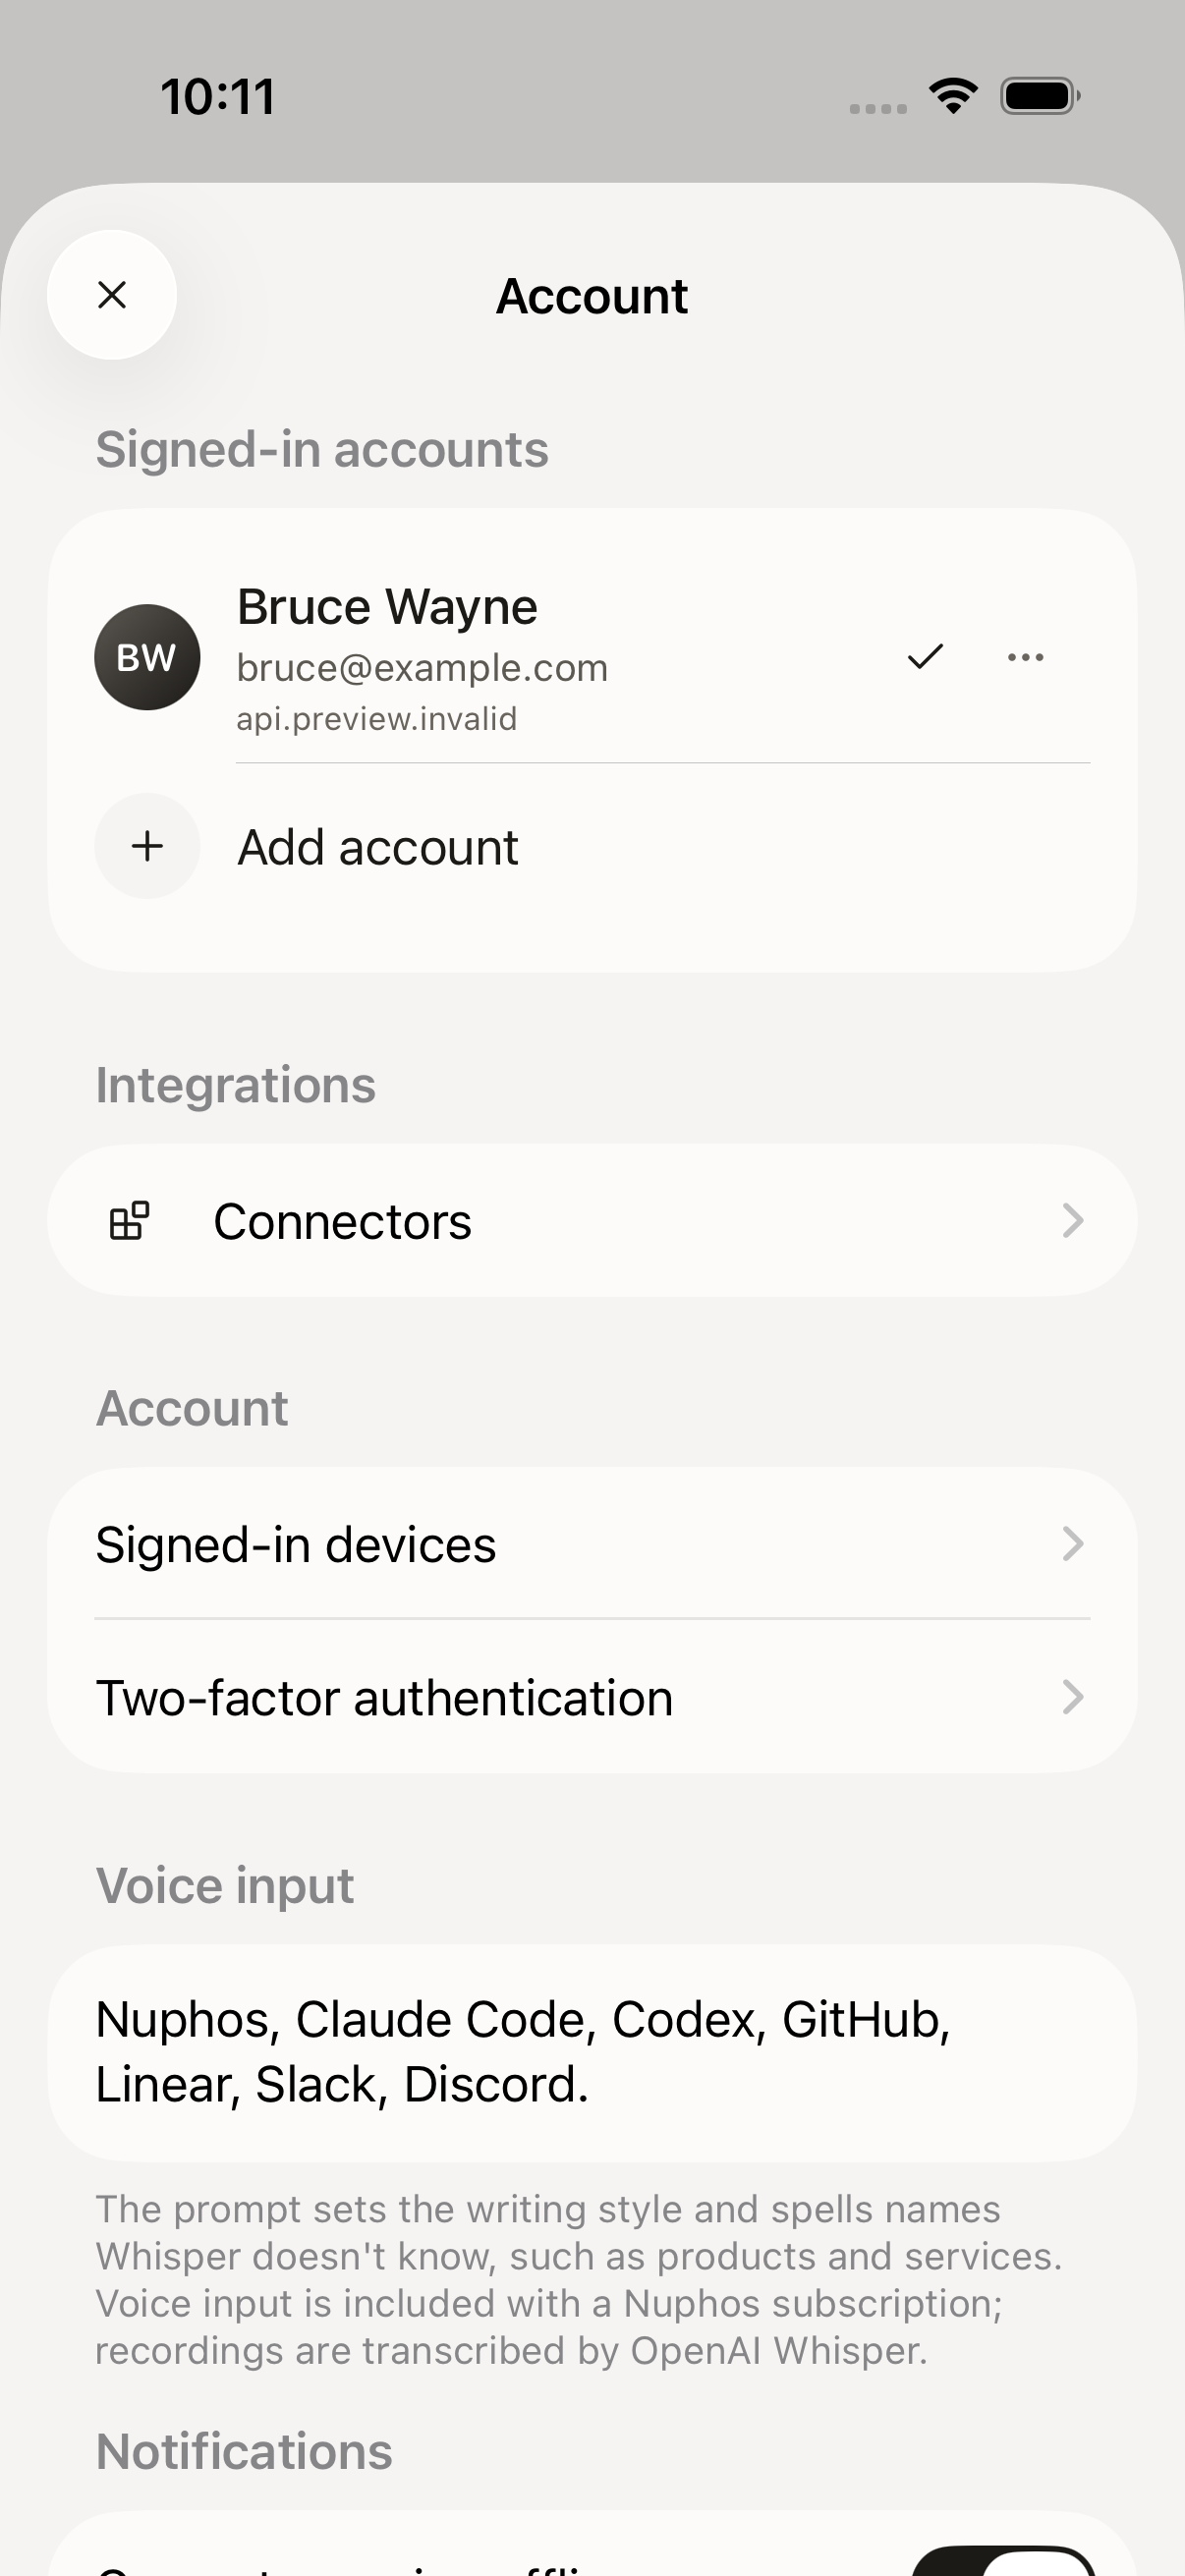 10:11
Account
Signed-in accounts
BW
Bruce Wayne
bruce@example.com
api.preview.invalid
Add account
Integrations
Connectors
Account
Signed-in devices
Two-factor authentication
Voice input
Nuphos, Claude Code, Codex, GitHub,
Linear, Slack, Discord.
The prompt sets the writing style and spells names
Whisper doesn't know, such as products and services.
Voice input is included with a Nuphos subscription;
recordings are transcribed by OpenAI Whisper.
Notifications